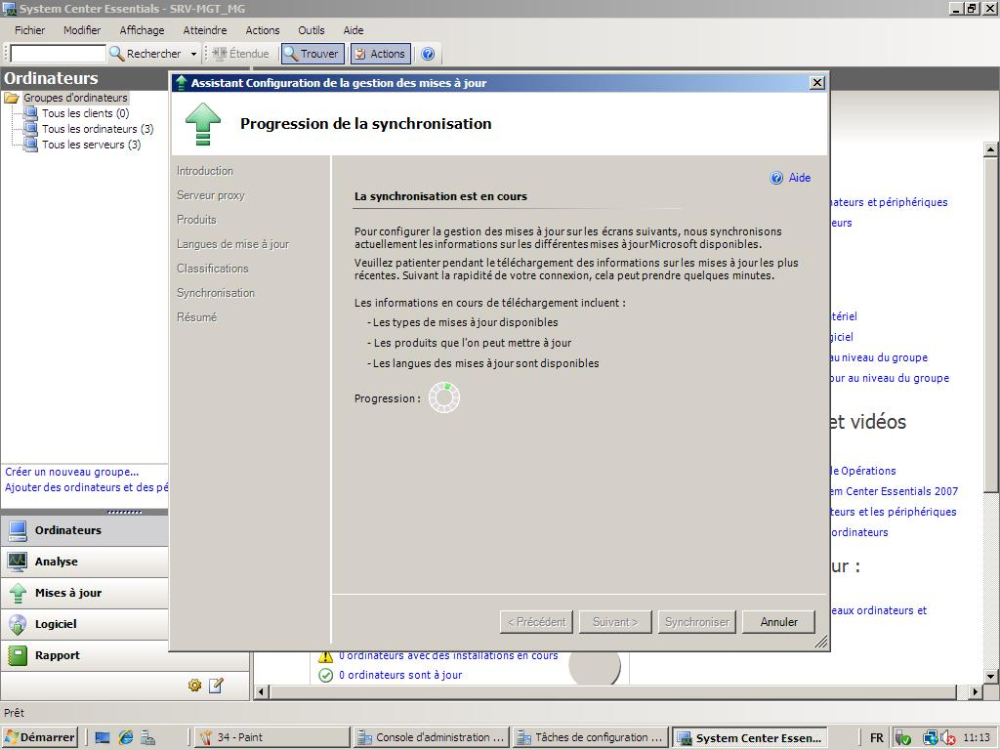 System Center Essentials - SRV-MGT_MG
Fichier Modifier Affichage Atteindre Actions Outils Aide
Rechercher Étendue Trouver Actions
Ordinateurs
Groupes d'ordinateurs
Tous les clients (0)
Tous les ordinateurs (3)
Tous les serveurs (3)
Créer un nouveau groupe...
Ajouter des ordinateurs et des pé
Ordinateurs
Analyse
Mises à jour
Logiciel
Rapport
Assistant Configuration de la gestion des mises à jour
Progression de la synchronisation
Introduction
Serveur proxy
Produits
Langues de mise à jour
Classifications
Synchronisation
Résumé
Aide
La synchronisation est en cours
Pour configurer la gestion des mises à jour sur les écrans suivants, nous synchronisons
actuellement les informations sur les différentes mises à jour Microsoft disponibles.
Veuillez patienter pendant le téléchargement des informations sur les mises à jour les plus
récentes. Suivant la rapidité de votre connexion, cela peut prendre quelques minutes.
Les informations en cours de téléchargement incluent :
- Les types de mises à jour disponibles
- Les produits que l'on peut mettre à jour
- Les langues des mises à jour sont disponibles
Progression :
< Précédent Suivant > Synchroniser Annuler
ateurs et périphériques
eurs
tériel
giciel
au niveau du groupe
our au niveau du groupe
et vidéos
le Opérations
em Center Essentials 2007
teurs et les périphériques
ordinateurs
ur :
eaux ordinateurs et
0 ordinateurs avec des installations en cours
0 ordinateurs sont à jour
Prêt
Démarrer 34 - Paint Console d'administration ... Tâches de configuration ... System Center Essen... FR 11:13